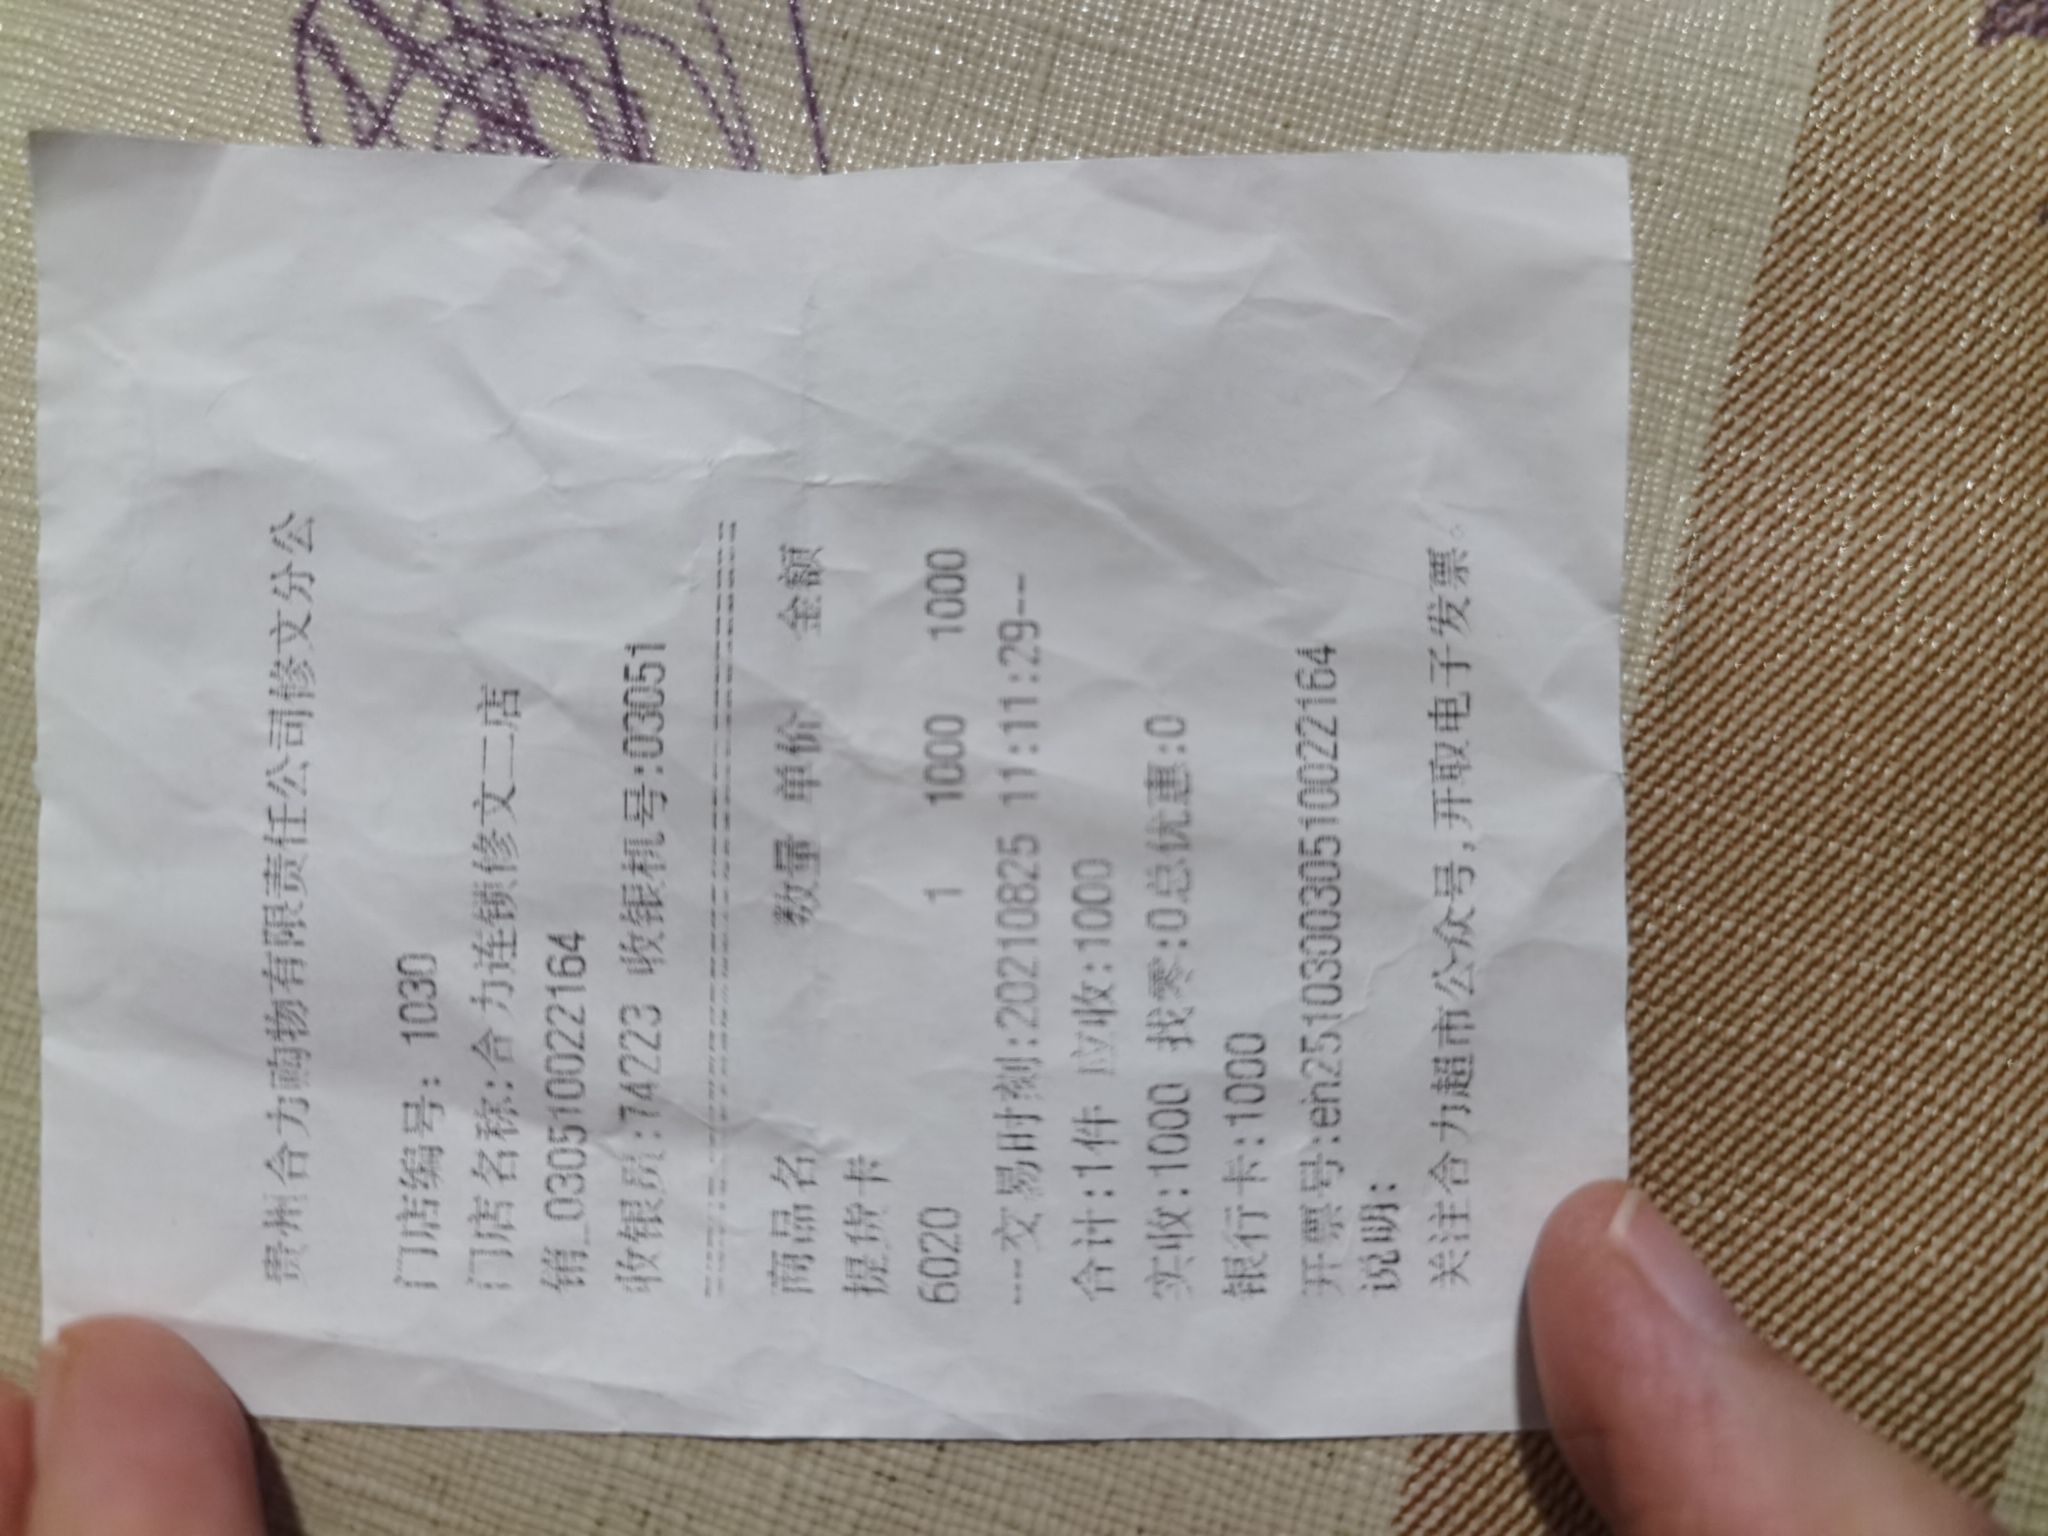 贵州合力购物有限责任公司修文分公
门店编号: 1030
门店名称:合力连锁修文二店
销_030510022164
收银员:74223 收银机号:03051
商品名 数量 单价 金额
提货卡
6020 1 1000 1000
---交易时刻:20210825 11:11:29--
合计:1件 应收:1000
实收:1000 找零:0总优惠:0
银行卡:1000
开票号:eh251030030510022164
说明:
关注合力超市公众号,开取电子发票。